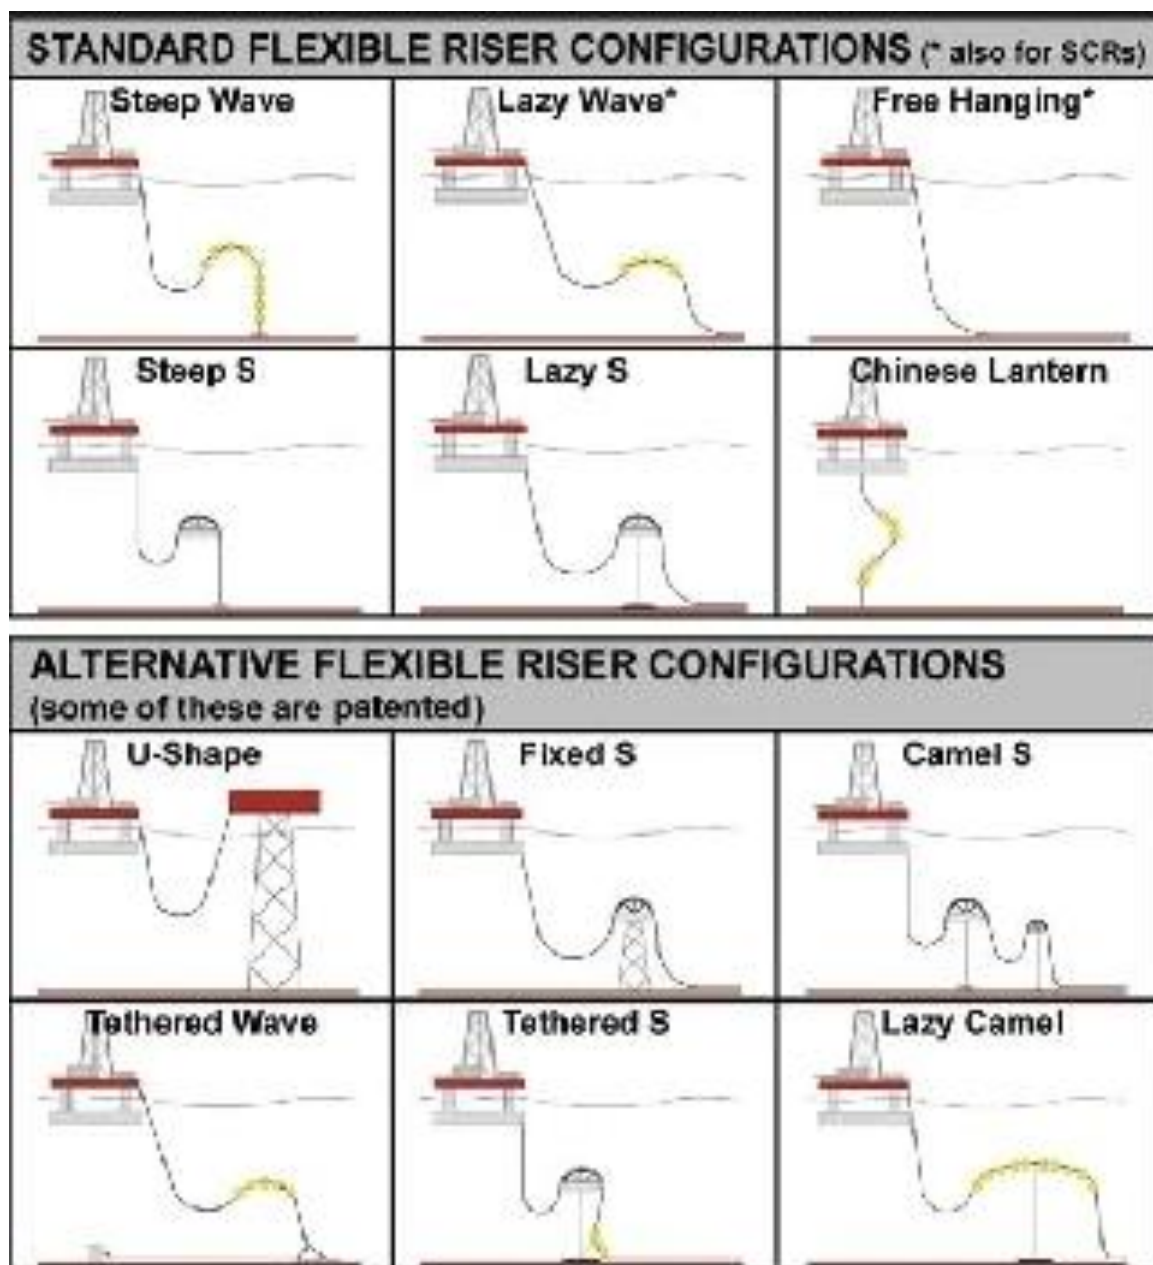 STANDARD FLEXIBLE RISER CONFIGURATIONS (* also for SCRs)
Steep Wave
Lazy Wave*
Free Hanging*
Steep S
Lazy S
Chinese Lantern
ALTERNATIVE FLEXIBLE RISER CONFIGURATIONS
(some of these are patented)
U-Shape
Fixed S
Camel S
Tethered Wave
Tethered S
Lazy Camel